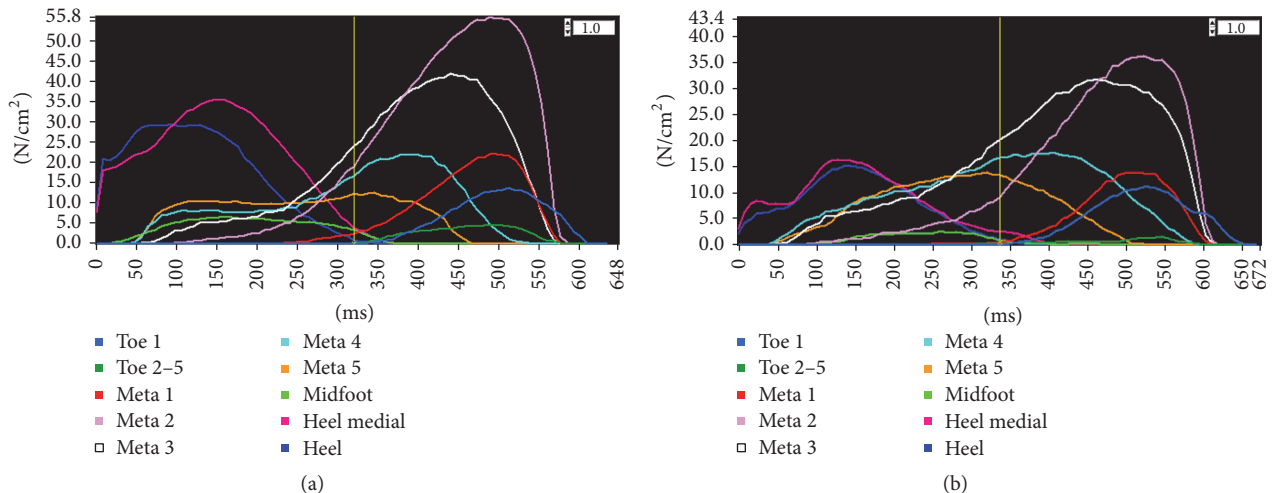 55.8
50.0
45.0
40.0
35.0
30.0
25.0
20.0
15.0
10.0
5.0
0.0
(N/cm²)
1.0
0 50 100 150 200 250 300 350 400 450 500 550 600 648
(ms)
Toe 1
Toe 2–5
Meta 1
Meta 2
Meta 3
Meta 4
Meta 5
Midfoot
Heel medial
Heel
(a)
43.4
40.0
35.0
30.0
25.0
20.0
15.0
10.0
5.0
0.0
(N/cm²)
1.0
0 50 100 150 200 250 300 350 400 450 500 550 600 650 672
(ms)
Toe 1
Toe 2–5
Meta 1
Meta 2
Meta 3
Meta 4
Meta 5
Midfoot
Heel medial
Heel
(b)